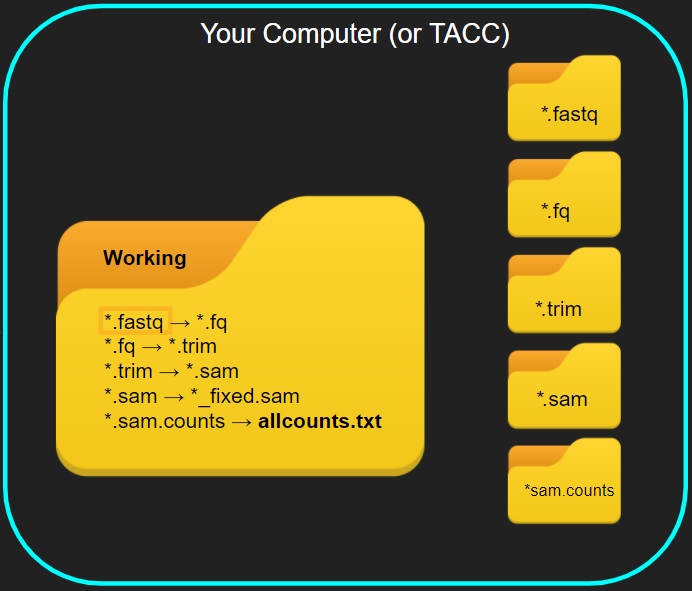 Your Computer (or TACC)
Working
*.fastq → *.fq
*.fq → *.trim
*.trim → *.sam
*.sam → *_fixed.sam
*.sam.counts → allcounts.txt
*.fastq
*.fq
*.trim
*.sam
*sam.counts